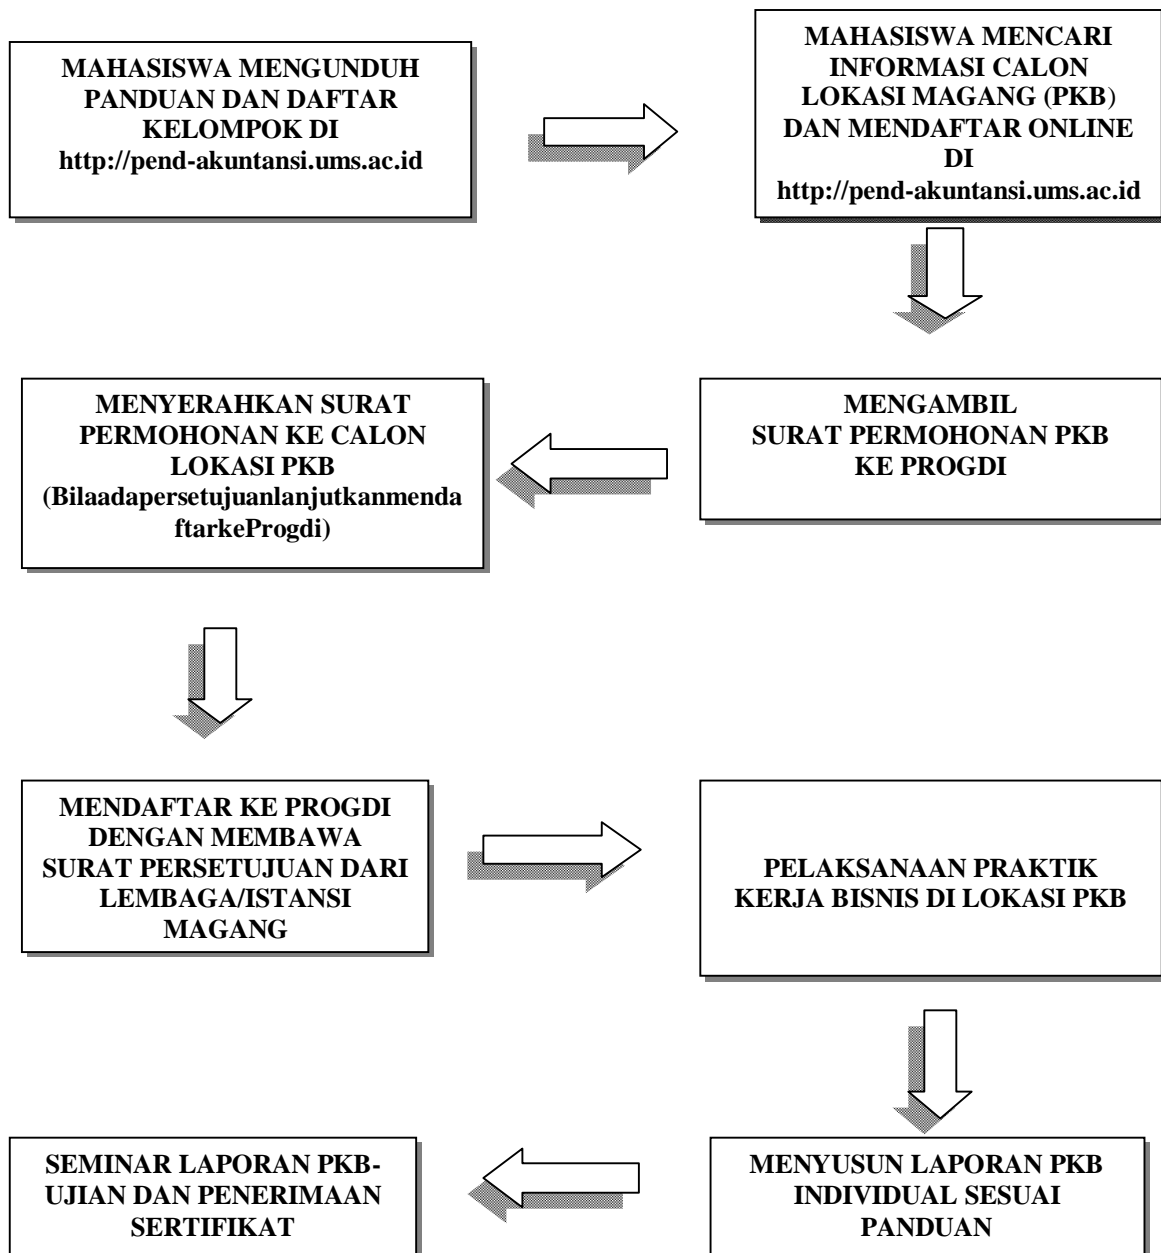 MAHASISWA MENGUNDUH
PANDUAN DAN DAFTAR
KELOMPOK DI
http://pend-akuntansi.ums.ac.id
MAHASISWA MENCARI
INFORMASI CALON
LOKASI MAGANG (PKB)
DAN MENDAFTAR ONLINE
DI
http://pend-akuntansi.ums.ac.id
MENGAMBIL
SURAT PERMOHONAN PKB
KE PROGDI
MENYERAHKAN SURAT
PERMOHONAN KE CALON
LOKASI PKB
(Bilaadapersetujuanlanjutkanmenda
ftarkeProgdi)
MENDAFTAR KE PROGDI
DENGAN MEMBAWA
SURAT PERSETUJUAN DARI
LEMBAGA/ISTANSI
MAGANG
PELAKSANAAN PRAKTIK
KERJA BISNIS DI LOKASI PKB
MENYUSUN LAPORAN PKB
INDIVIDUAL SESUAI
PANDUAN
SEMINAR LAPORAN PKB-
UJIAN DAN PENERIMAAN
SERTIFIKAT